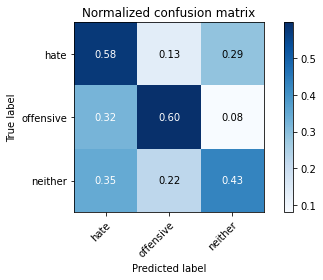 Normalized confusion matrix
hate 0.58 0.13 0.29 0.5
offensive 0.32 0.60 0.08 0.4
0.3
neither 0.35 0.22 0.43 0.2
0.1
hate offensive neither
True label
Predicted label